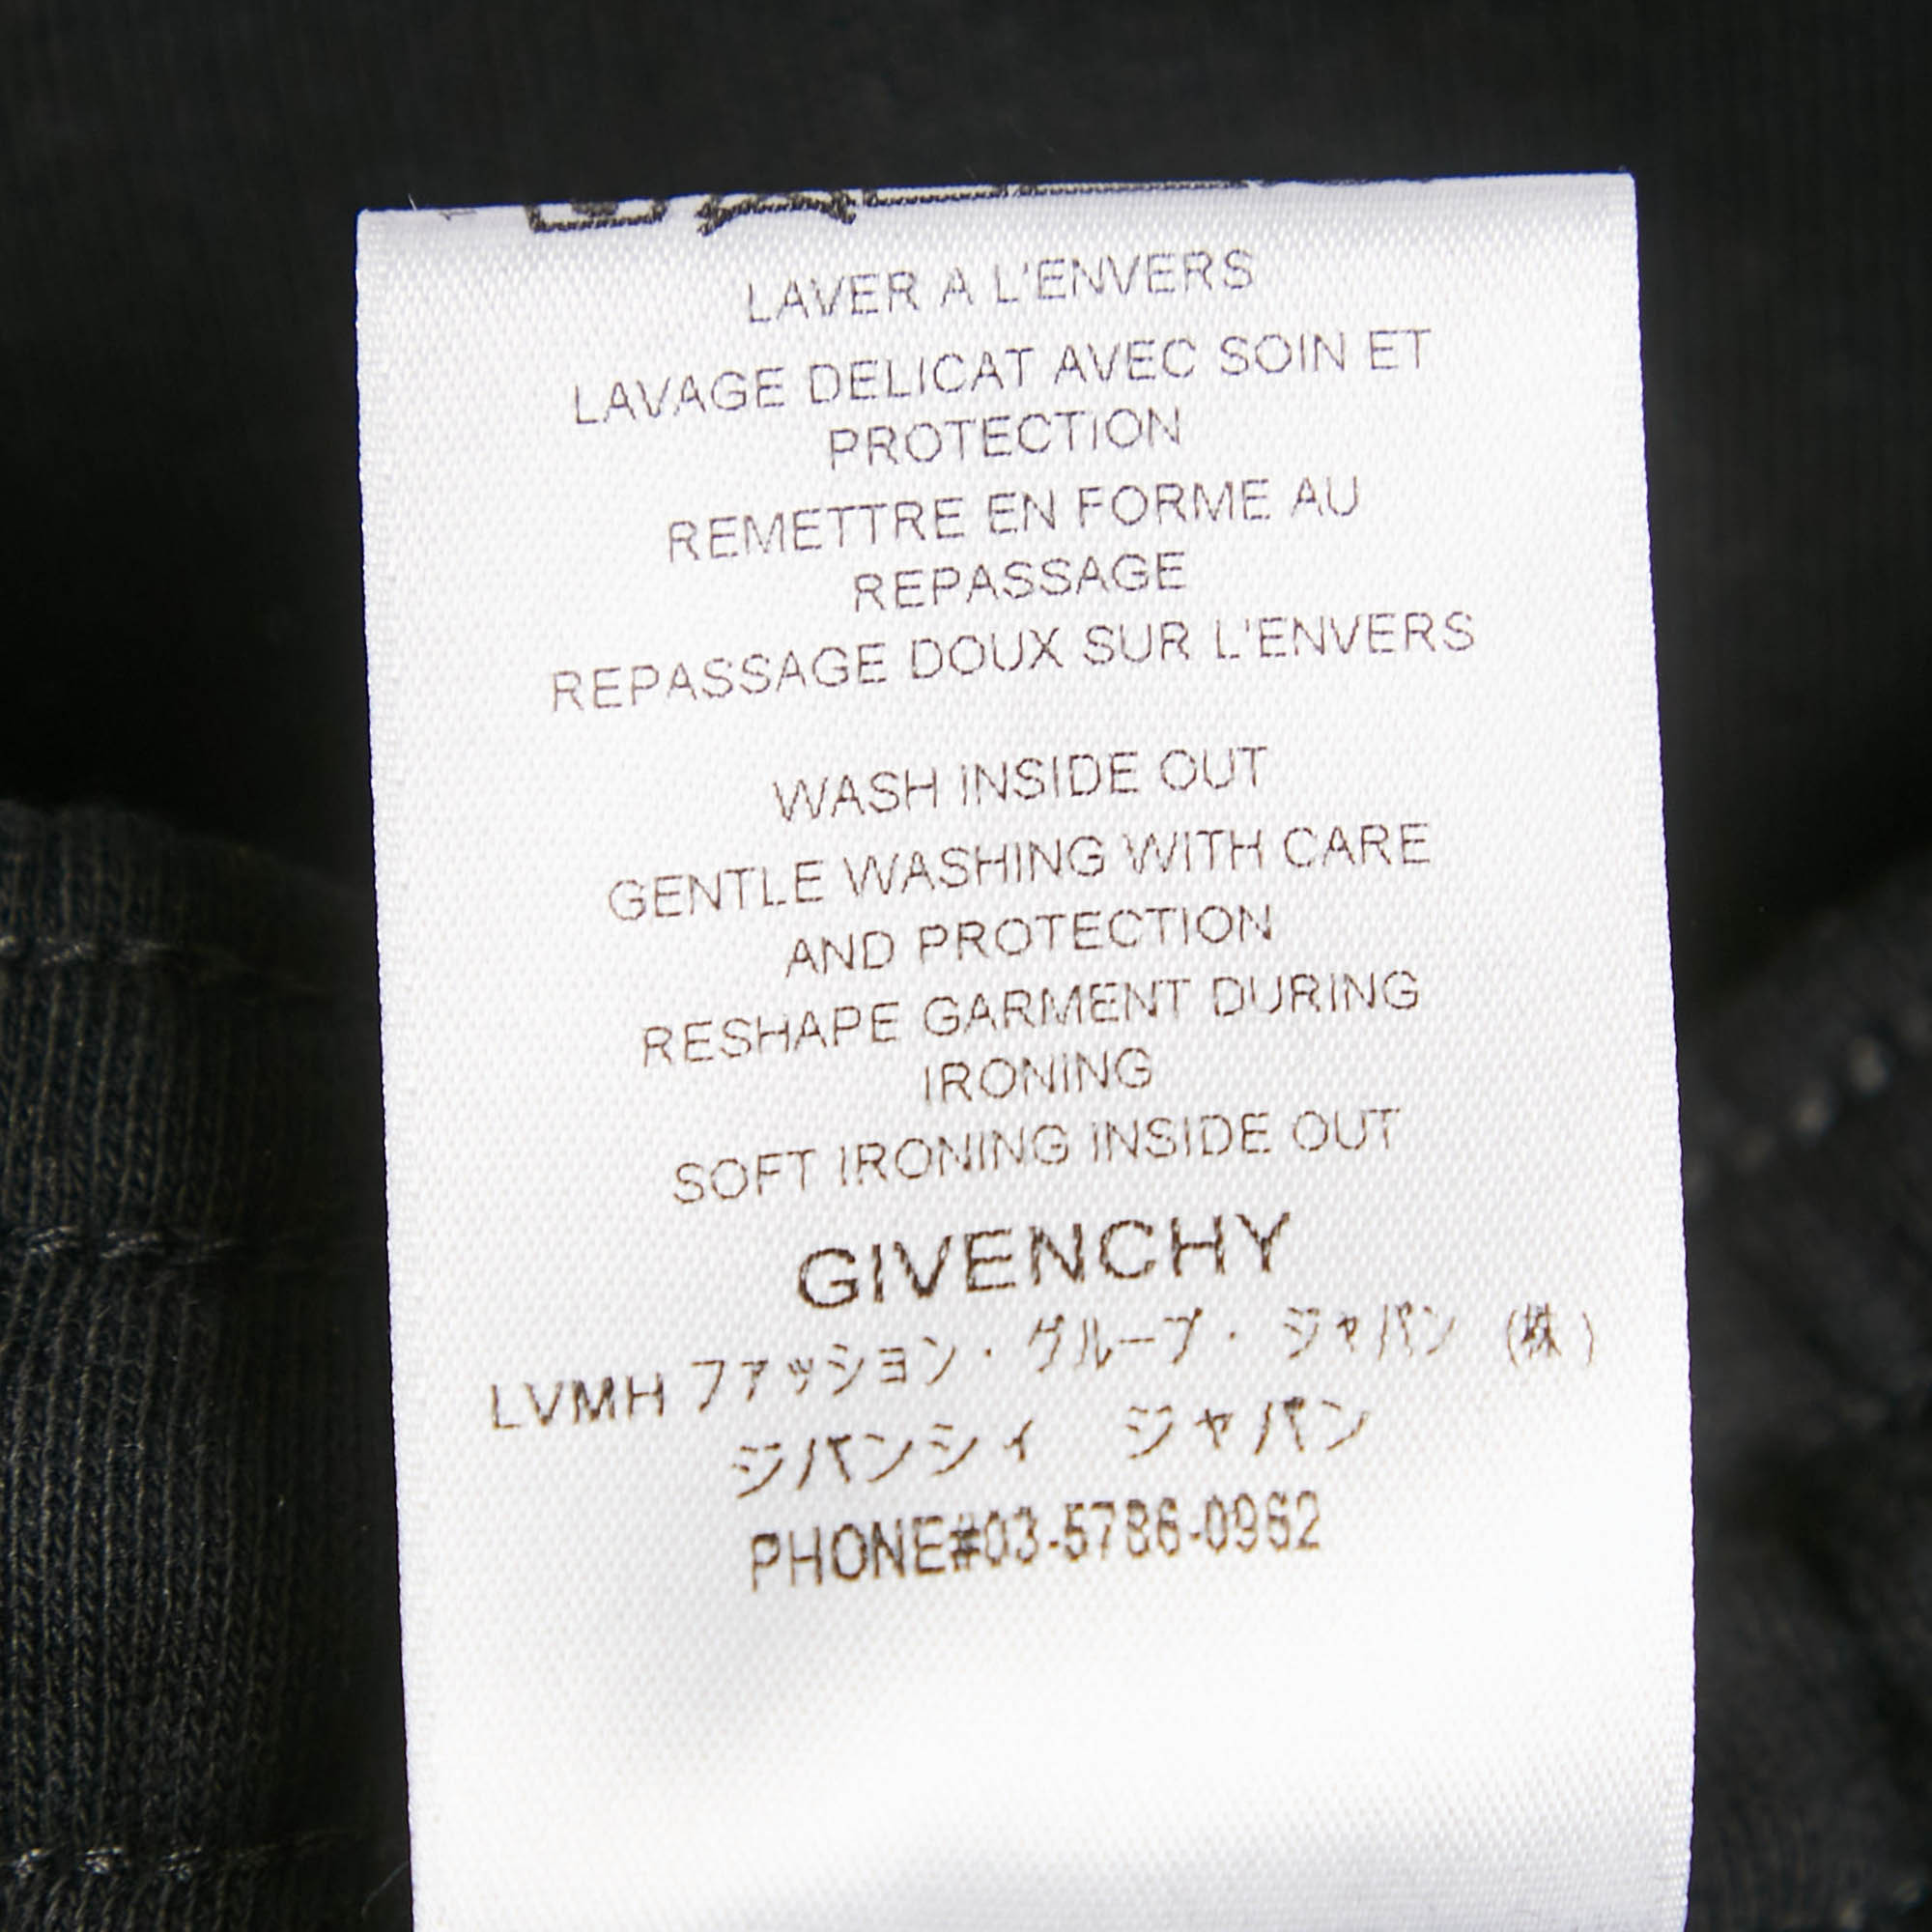 LAVER A L'ENVERS
LAVAGE DELICAT AVEC SOIN ET
PROTECTION
REMETTRE EN FORME AU
REPASSAGE
REPASSAGE DOUX SUR L'ENVERS
WASH INSIDE OUT
GENTLE WASHING WITH CARE
AND PROTECTION
RESHAPE GARMENT DURING
IRONING
SOFT IRONING INSIDE OUT
GIVENCHY
LVMH ファッション・グループ・ジャパン (株)
ジバンシィ ジャパン
PHONE#03-5786-0962